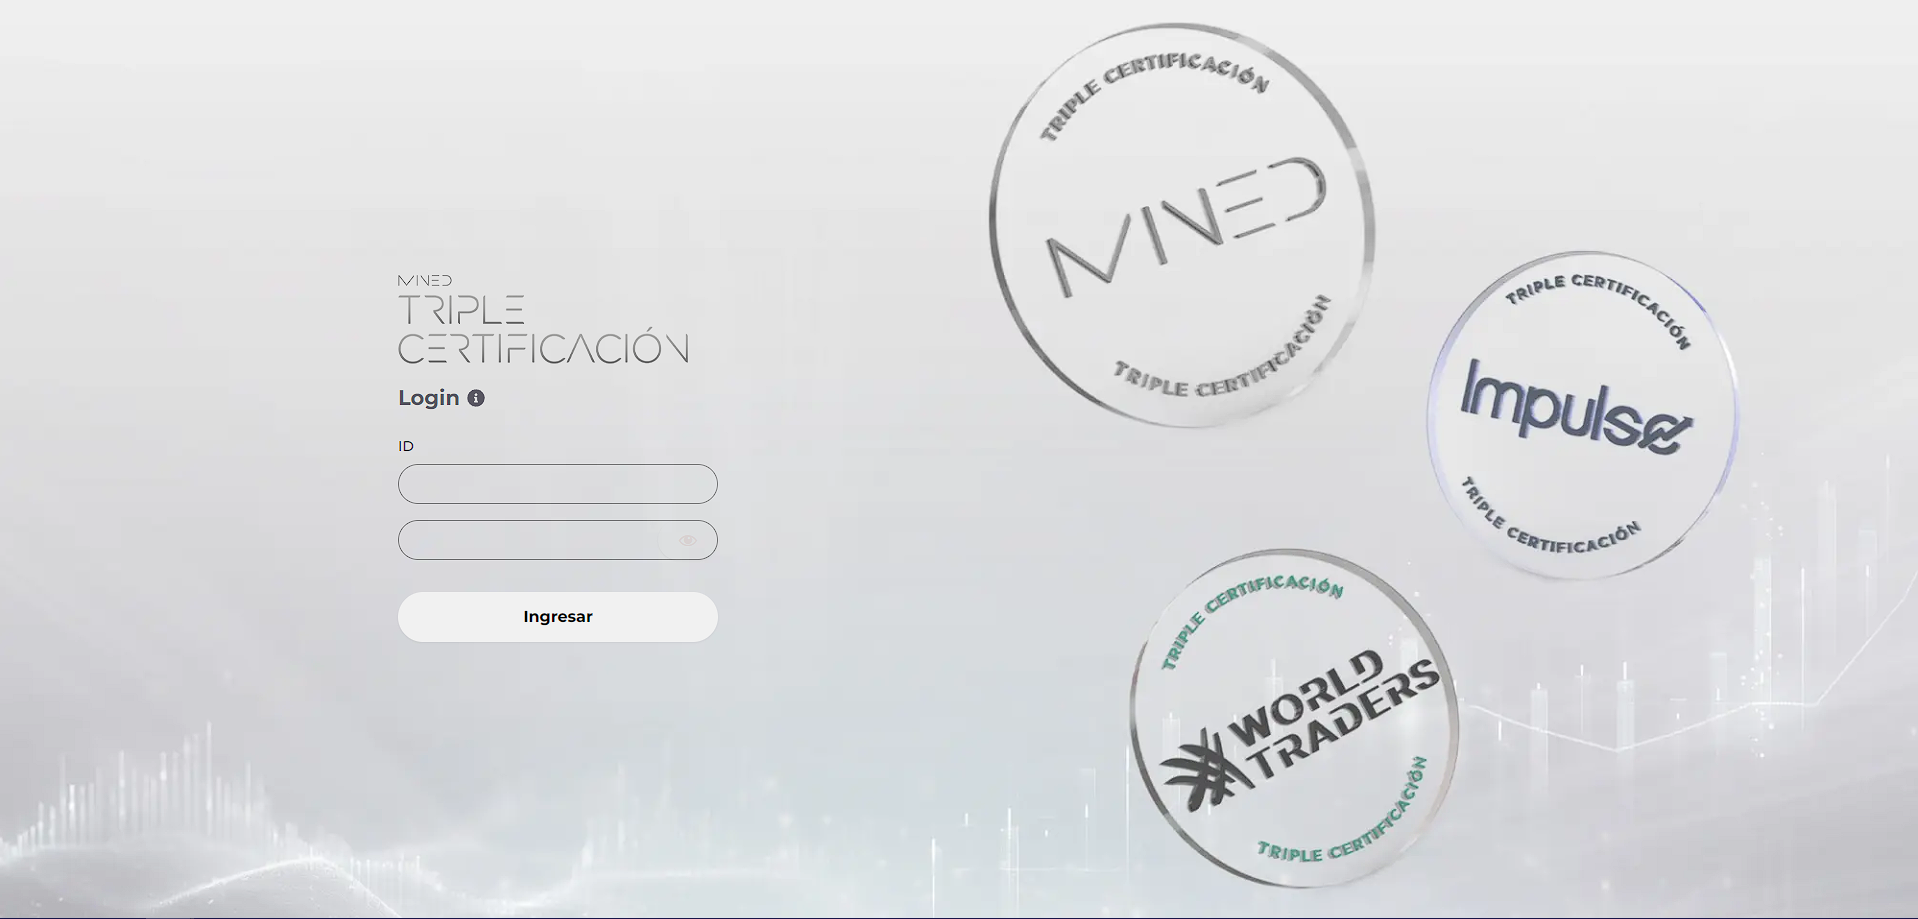 MINED
TRIPLE
CERTIFICACIÓN
Login
ID
Ingresar
TRIPLE CERTIFICACIÓN
MINED
TRIPLE CERTIFICACIÓN
TRIPLE CERTIFICACIÓN
Impulse
TRIPLE CERTIFICACIÓN
TRIPLE CERTIFICACIÓN
WORLD
TRADERS
TRIPLE CERTIFICACIÓN